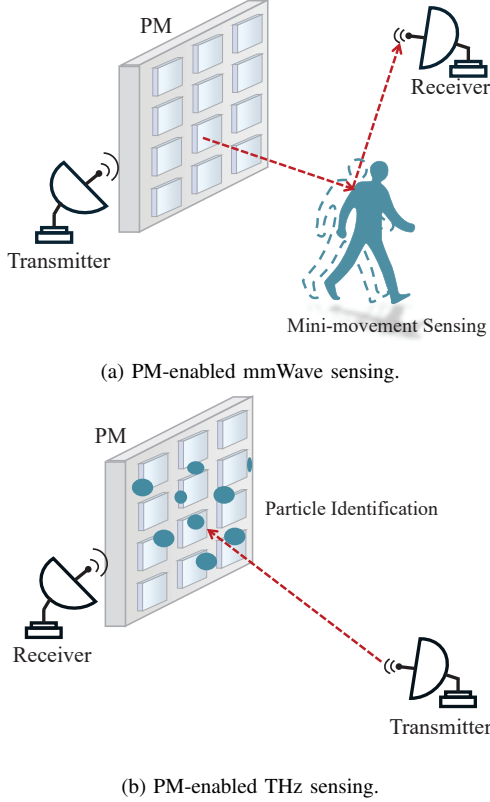 PM
Receiver
Transmitter
Mini-movement Sensing
(a) PM-enabled mmWave sensing.
PM
Particle Identification
Receiver
Transmitter
(b) PM-enabled THz sensing.